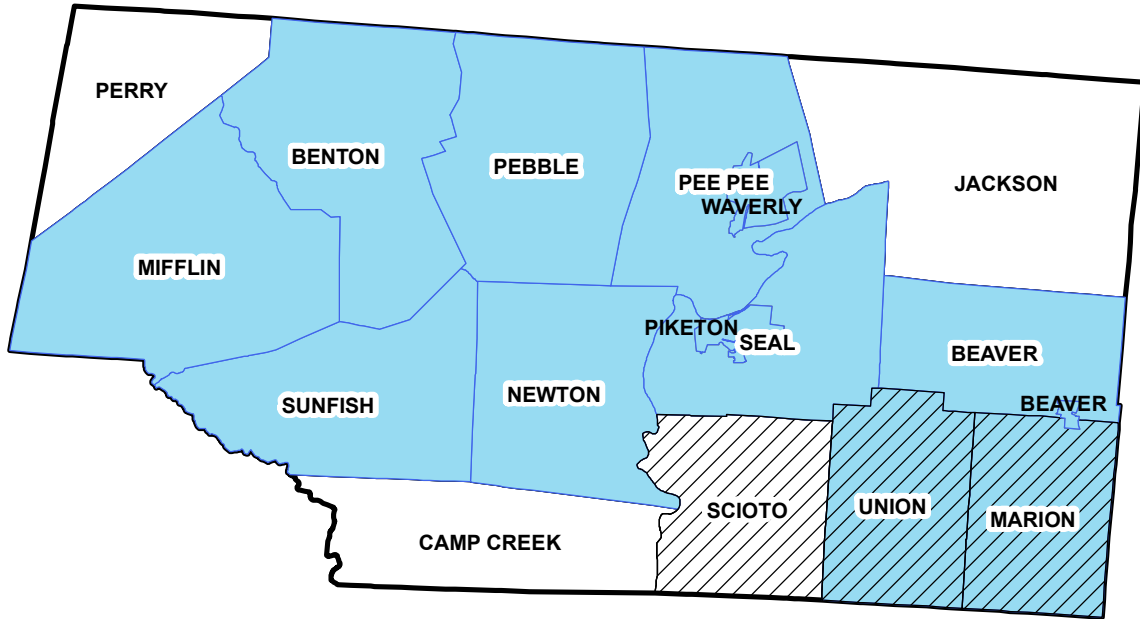 PERRY
BENTON
PEBBLE
PEE PEE
WAVERLY
JACKSON
MIFFLIN
PIKETON
SEAL
BEAVER
SUNFISH
NEWTON
BEAVER
SCIOTO
UNION
MARION
CAMP CREEK